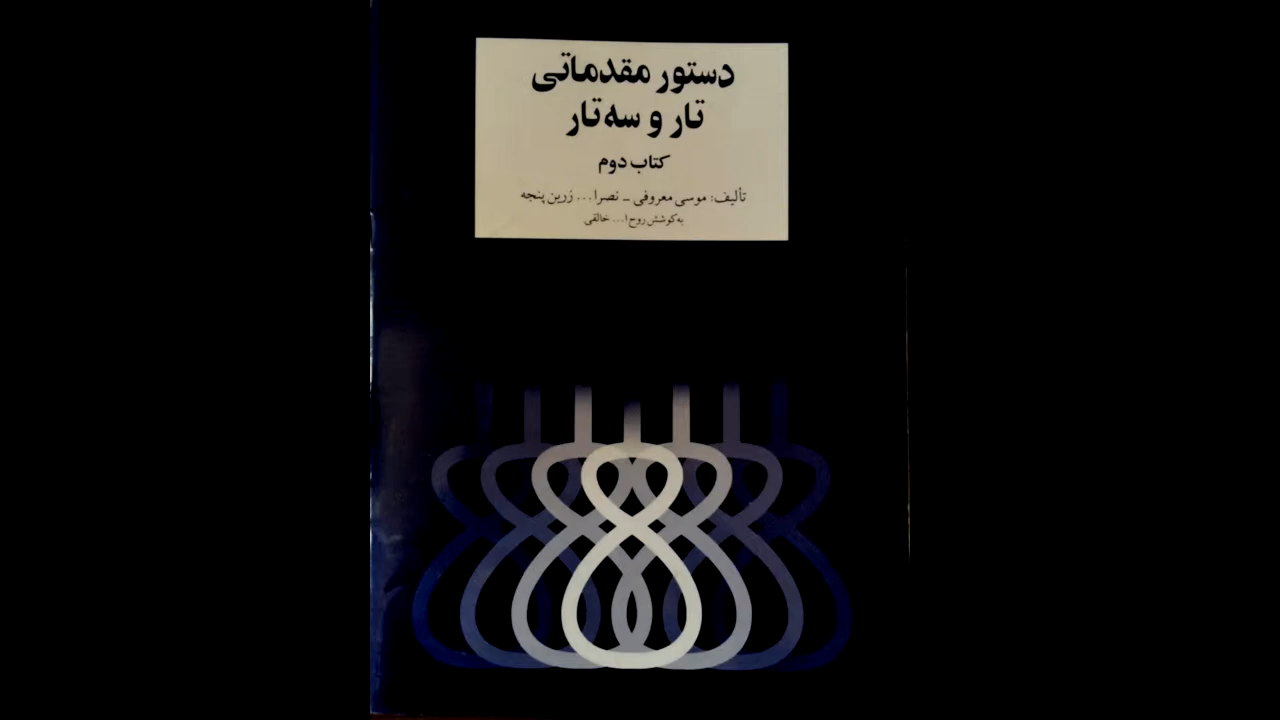 دستور مقدماتی
تار و سه‌تار
کتاب دوم
تألیف: موسی معروفی ـ نصرا... زرین پنجه
به‌کوشش روح‌ا... خالقی